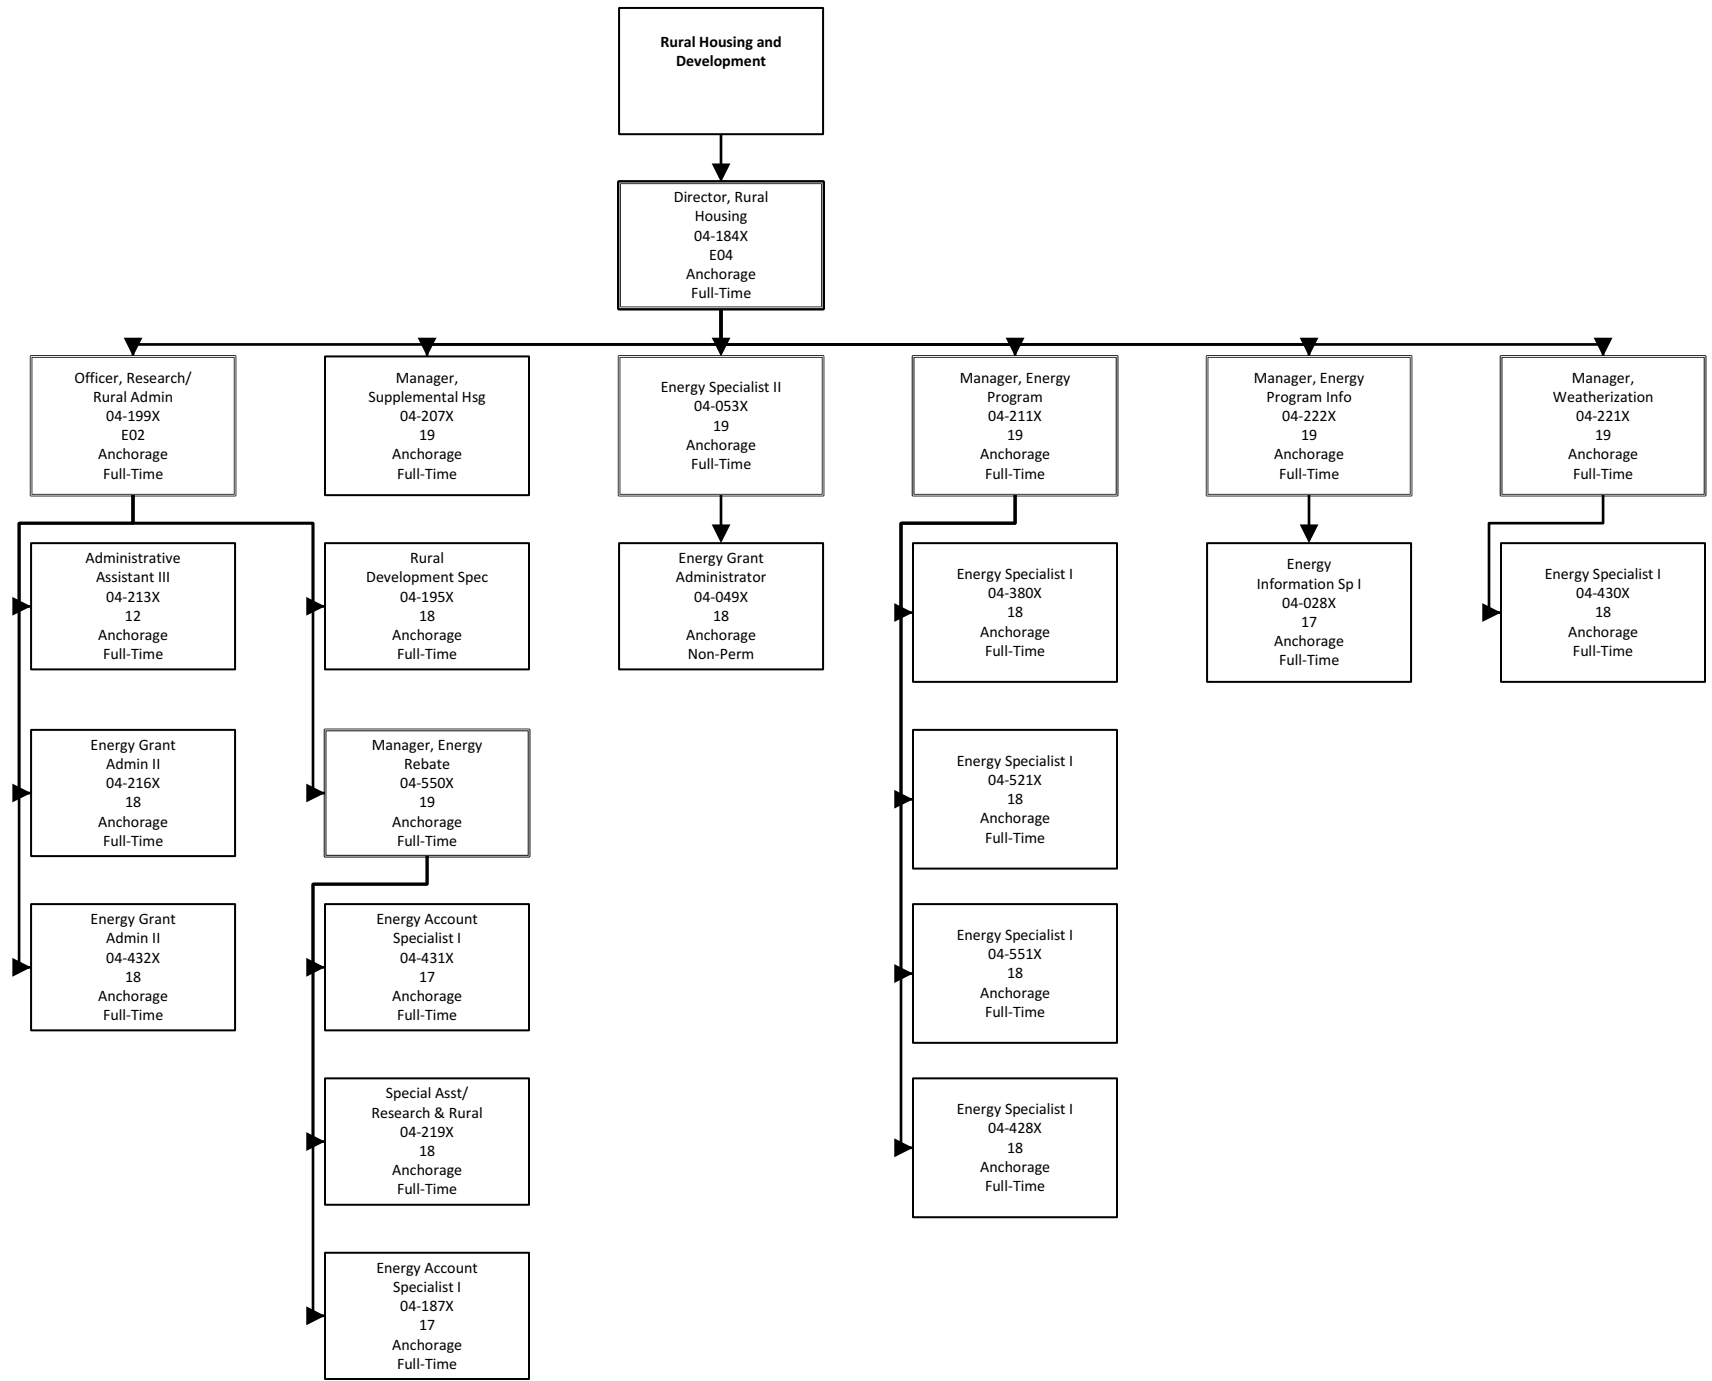 Rural Housing and
Development
Director, Rural
Housing
04-184X
E04
Anchorage
Full-Time
Officer, Research/
Rural Admin
04-199X
E02
Anchorage
Full-Time
Manager,
Supplemental Hsg
04-207X
19
Anchorage
Full-Time
Energy Specialist II
04-053X
19
Anchorage
Full-Time
Manager, Energy
Program
04-211X
19
Anchorage
Full-Time
Manager, Energy
Program Info
04-222X
19
Anchorage
Full-Time
Manager,
Weatherization
04-221X
19
Anchorage
Full-Time
Administrative
Assistant III
04-213X
12
Anchorage
Full-Time
Rural
Development Spec
04-195X
18
Anchorage
Full-Time
Energy Grant
Administrator
04-049X
18
Anchorage
Non-Perm
Energy Specialist I
04-380X
18
Anchorage
Full-Time
Energy
Information Sp I
04-028X
17
Anchorage
Full-Time
Energy Specialist I
04-430X
18
Anchorage
Full-Time
Energy Grant
Admin II
04-216X
18
Anchorage
Full-Time
Manager, Energy
Rebate
04-550X
19
Anchorage
Full-Time
Energy Specialist I
04-521X
18
Anchorage
Full-Time
Energy Grant
Admin II
04-432X
18
Anchorage
Full-Time
Energy Account
Specialist I
04-431X
17
Anchorage
Full-Time
Energy Specialist I
04-551X
18
Anchorage
Full-Time
Special Asst/
Research & Rural
04-219X
18
Anchorage
Full-Time
Energy Specialist I
04-428X
18
Anchorage
Full-Time
Energy Account
Specialist I
04-187X
17
Anchorage
Full-Time